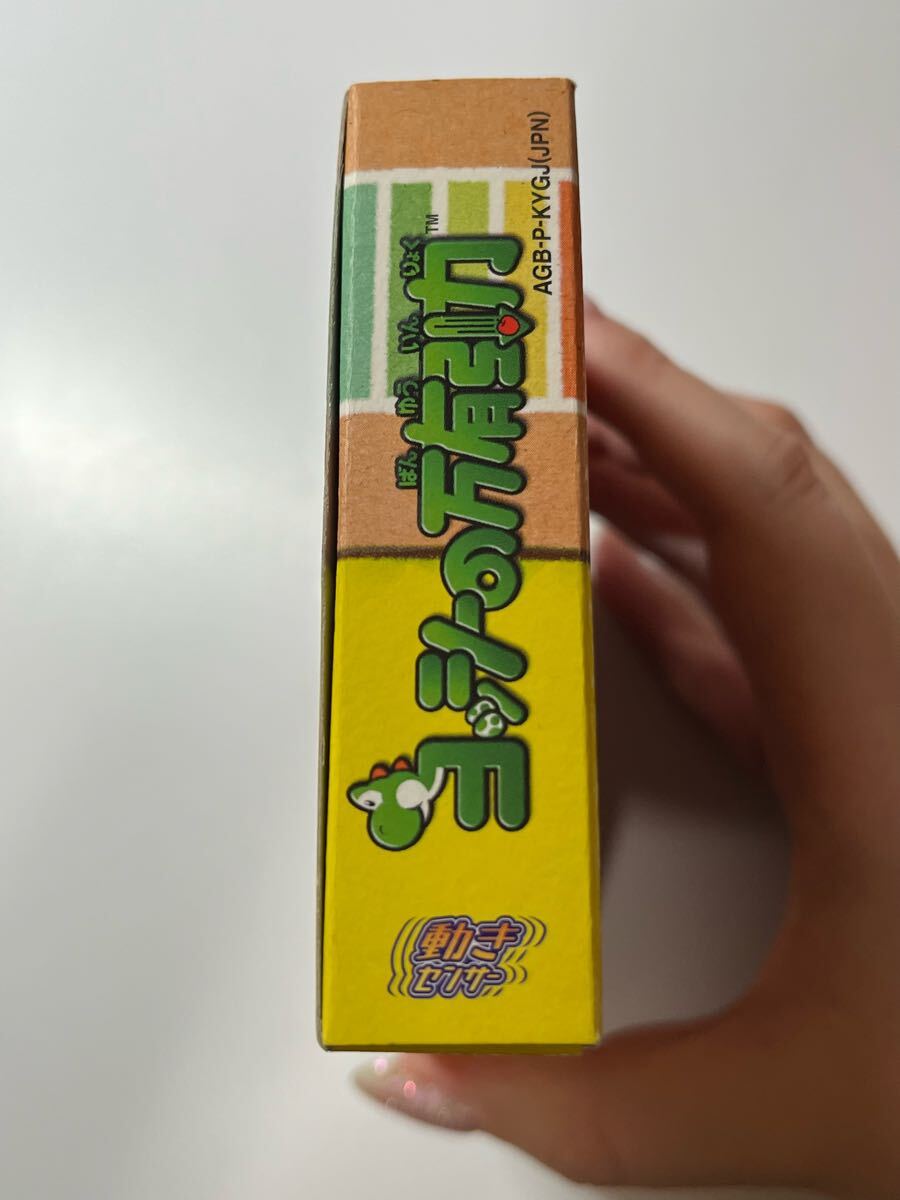 動き
センサー
ヨッシーの万有引力
ばん ゆう いん りょく
TM
AGB-P-KYGJ(JPN)